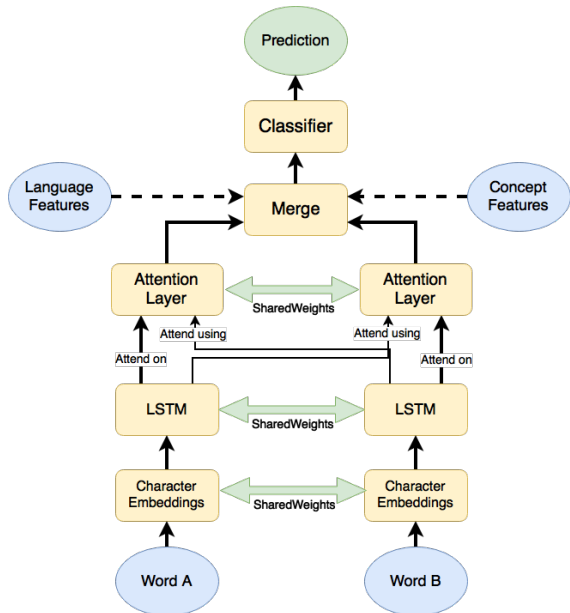 Prediction
Classifier
Language
Features
Concept
Features
Merge
Attention
Layer
Attention
Layer
SharedWeights
Attend using
Attend using
Attend on
Attend on
LSTM
LSTM
SharedWeights
Character
Embeddings
Character
Embeddings
SharedWeights
Word A
Word B